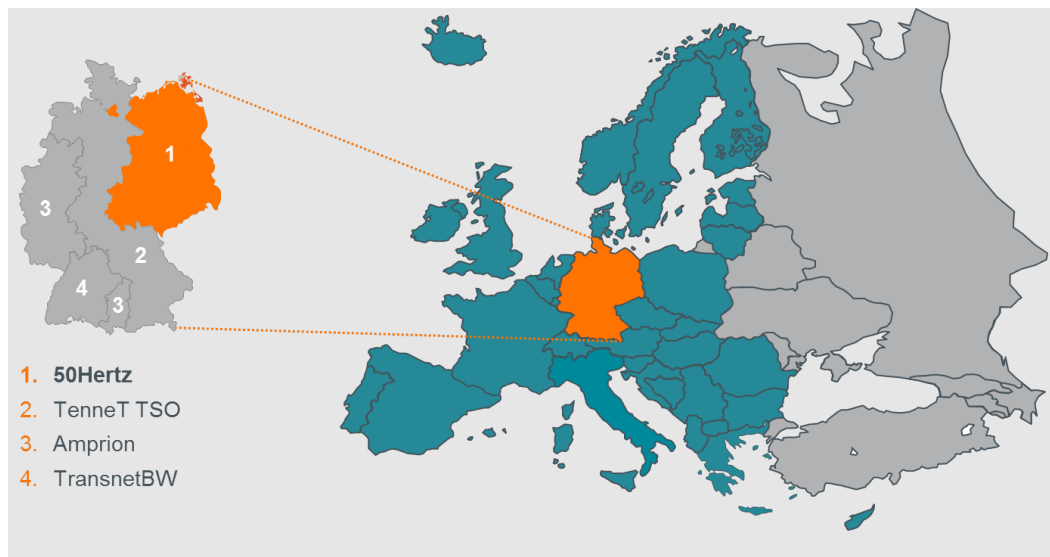 1
3
2
4
3
1. 50Hertz
2. TenneT TSO
3. Amprion
4. TransnetBW